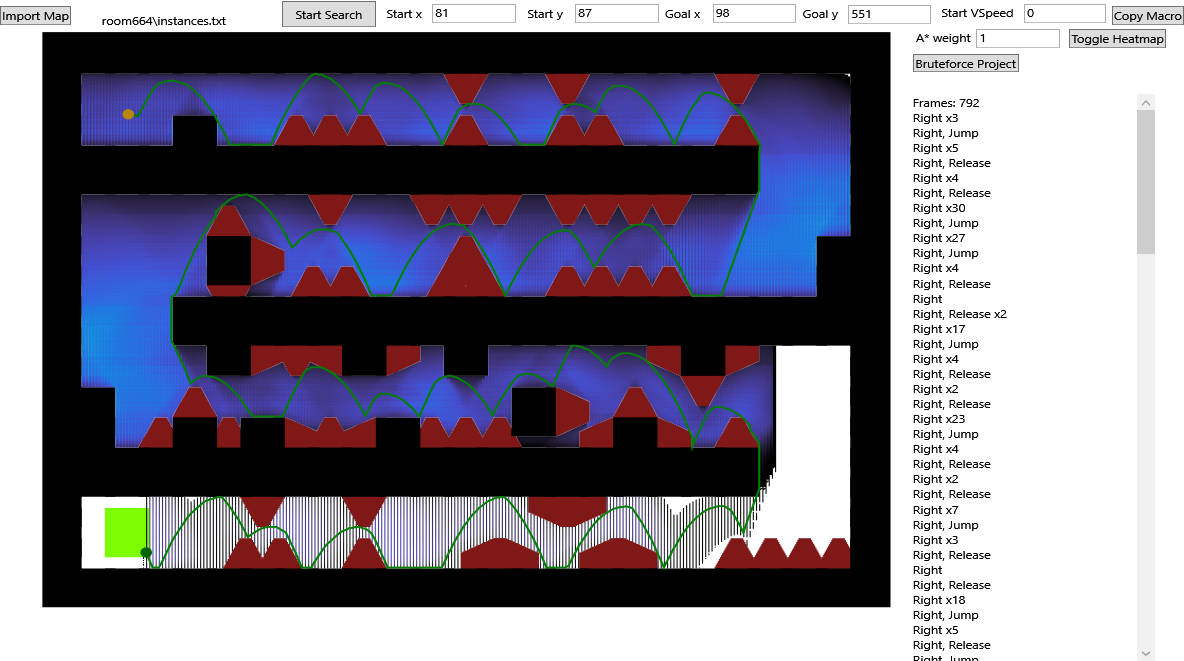 Import Map
room664\instances.txt
Start Search
Start x 81
Start y 87
Goal x 98
Goal y 551
Start VSpeed 0
Copy Macro
A* weight 1
Toggle Heatmap
Bruteforce Project
Frames: 792
Right x3
Right, Jump
Right x5
Right, Release
Right x4
Right, Release
Right x30
Right, Jump
Right x27
Right, Jump
Right x4
Right, Release
Right
Right, Release x2
Right x17
Right, Jump
Right x4
Right, Release
Right x2
Right, Release
Right x23
Right, Jump
Right x4
Right, Release
Right x2
Right, Release
Right x7
Right, Jump
Right x3
Right, Release
Right
Right, Release
Right x18
Right, Jump
Right x5
Right, Release
Right, Jump